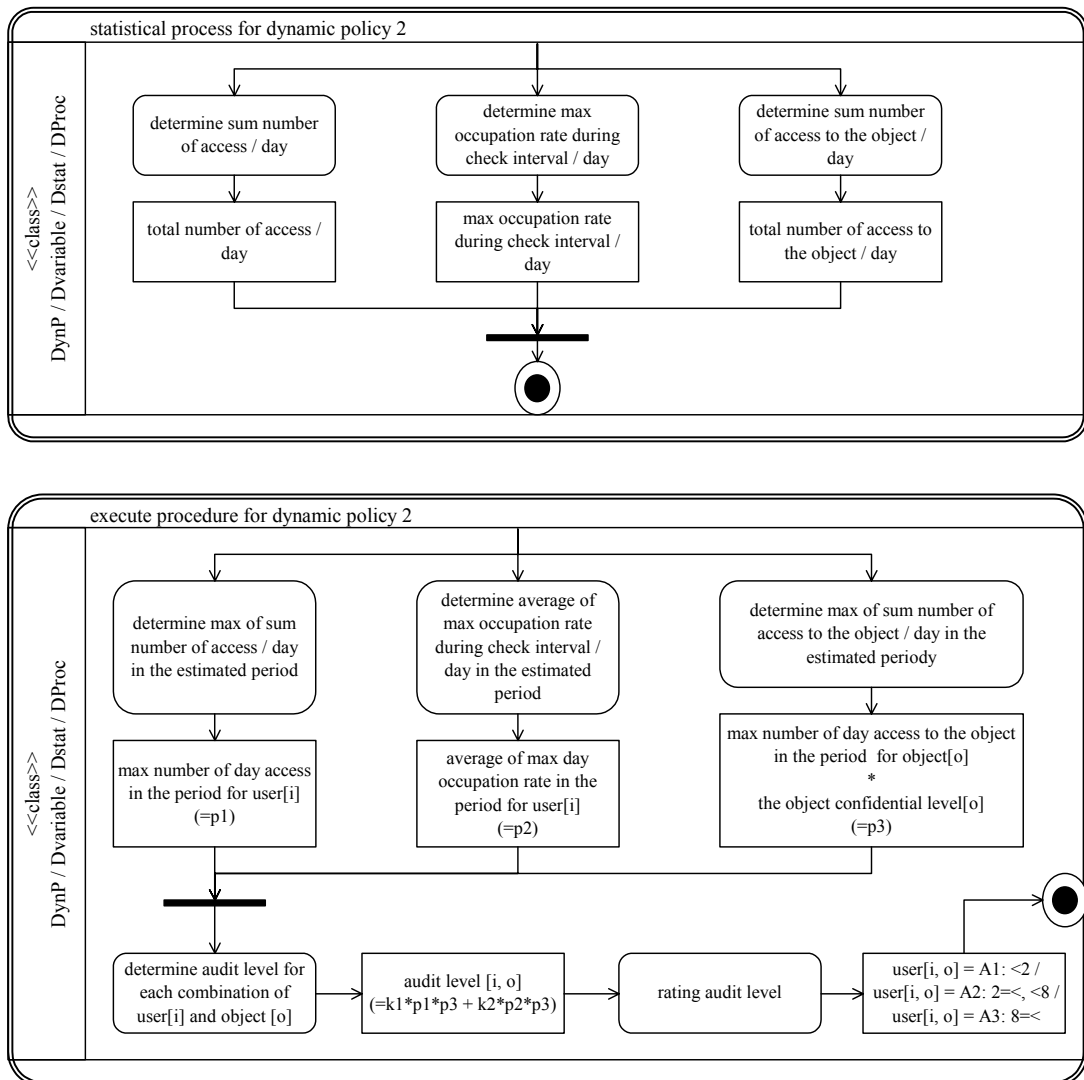 statistical process for dynamic policy 2
<<class>>
DynP / Dvariable / Dstat / DProc
determine sum number
of access / day
determine max
occupation rate during
check interval / day
determine sum number
of access to the object /
day
total number of access /
day
max occupation rate
during check interval /
day
total number of access to
the object / day
execute procedure for dynamic policy 2
<<class>>
DynP / Dvariable / Dstat / DProc
determine max of sum
number of access / day
in the estimated period
determine average of
max occupation rate
during check interval /
day in the estimated
period
determine max of sum number of
access to the object / day in the
estimated periody
max number of day access
in the period for user[i]
(=p1)
average of max day
occupation rate in the
period for user[i]
(=p2)
max number of day access to the object
in the period for object[o]
*
the object confidential level[o]
(=p3)
determine audit level for
each combination of
user[i] and object [o]
audit level [i, o]
(=k1*p1*p3 + k2*p2*p3)
rating audit level
user[i, o] = A1: <2 /
user[i, o] = A2: 2=<, <8 /
user[i, o] = A3: 8=<